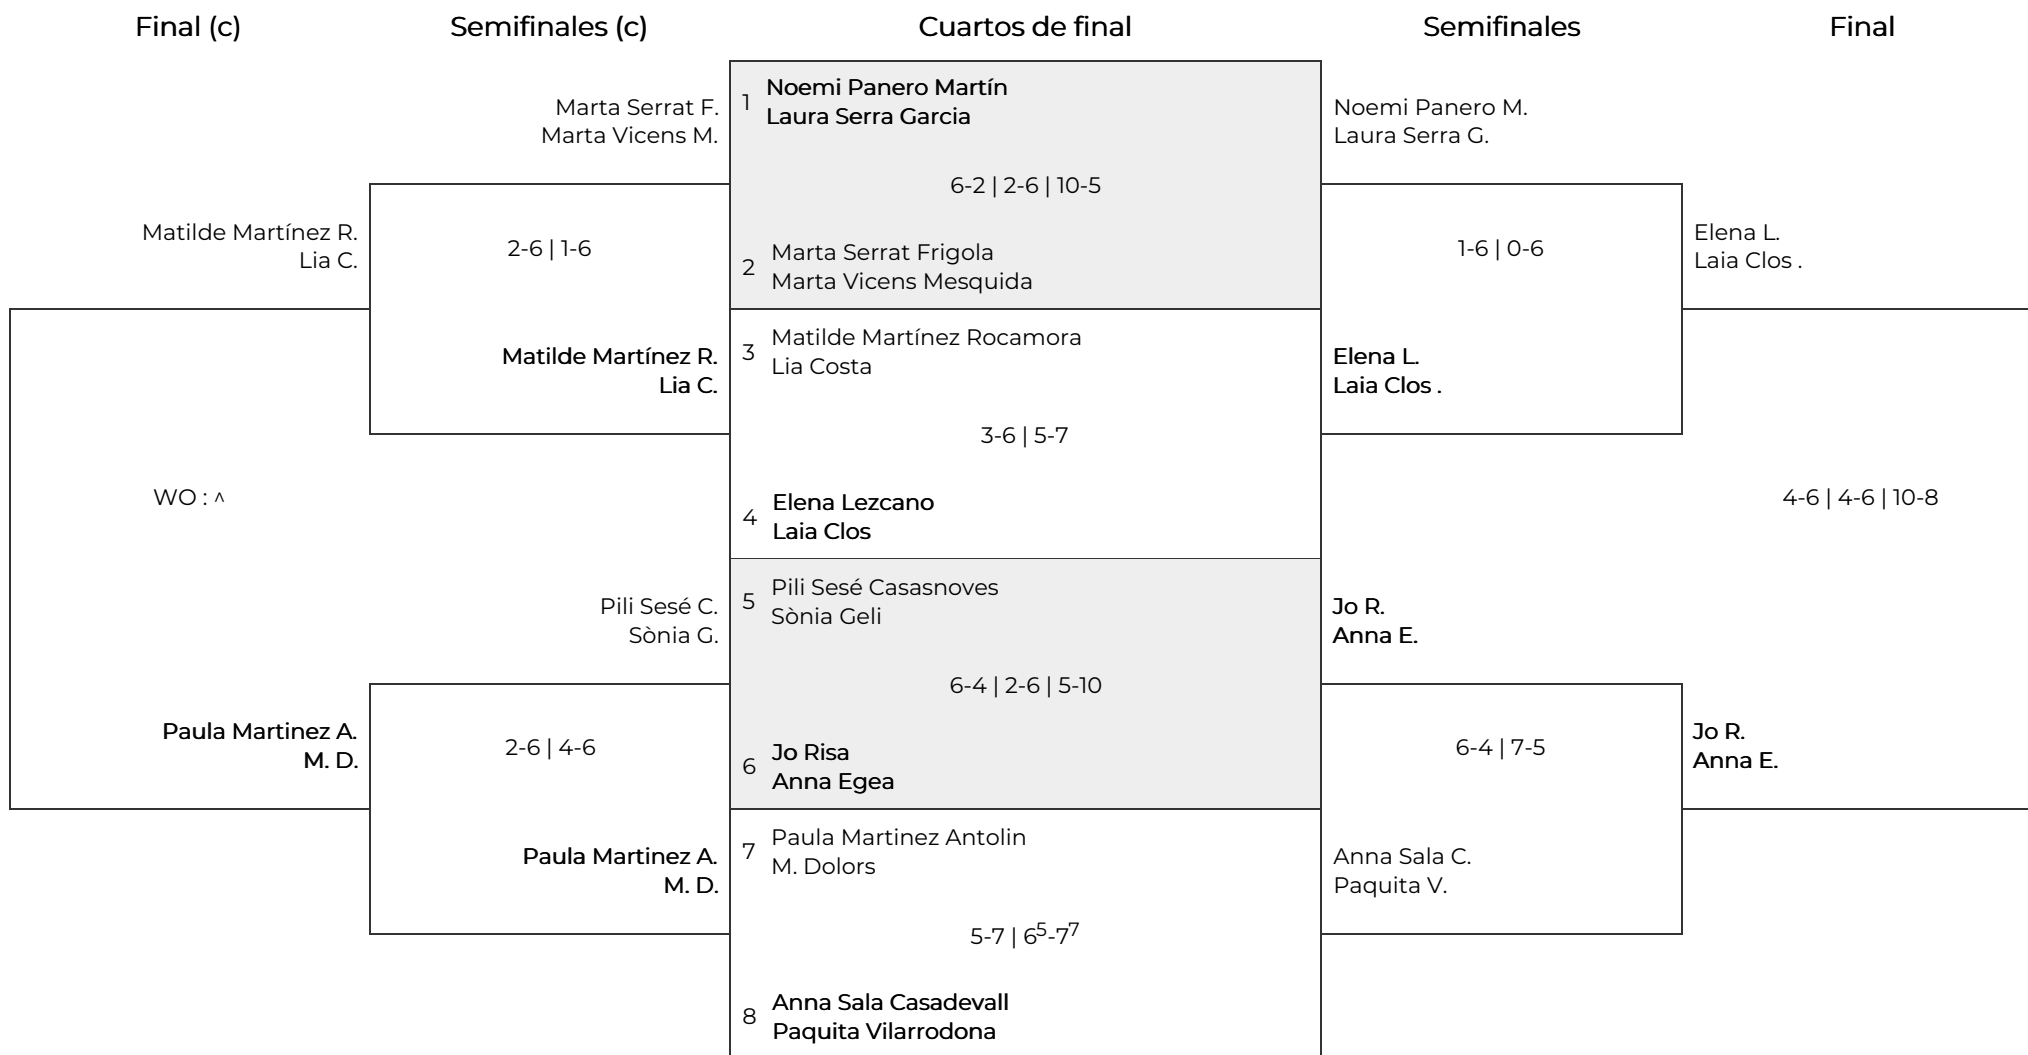 Final (c)
Semifinales (c)
Cuartos de final
Semifinales
Final
Matilde Martínez R.
Lia C.
WO : ^
Paula Martinez A.
M. D.
Marta Serrat F.
Marta Vicens M.
2-6 | 1-6
Matilde Martínez R.
Lia C.
Pili Sesé C.
Sònia G.
2-6 | 4-6
Paula Martinez A.
M. D.
1
Noemi Panero Martín
Laura Serra Garcia
6-2 | 2-6 | 10-5
2
Marta Serrat Frigola
Marta Vicens Mesquida
3
Matilde Martínez Rocamora
Lia Costa
3-6 | 5-7
4
Elena Lezcano
Laia Clos
5
Pili Sesé Casasnoves
Sònia Geli
6-4 | 2-6 | 5-10
6
Jo Risa
Anna Egea
7
Paula Martinez Antolin
M. Dolors
5-7 | 6⁵-7⁷
8
Anna Sala Casadevall
Paquita Vilarrodona
Noemi Panero M.
Laura Serra G.
1-6 | 0-6
Elena L.
Laia Clos .
Jo R.
Anna E.
6-4 | 7-5
Anna Sala C.
Paquita V.
Elena L.
Laia Clos .
4-6 | 4-6 | 10-8
Jo R.
Anna E.